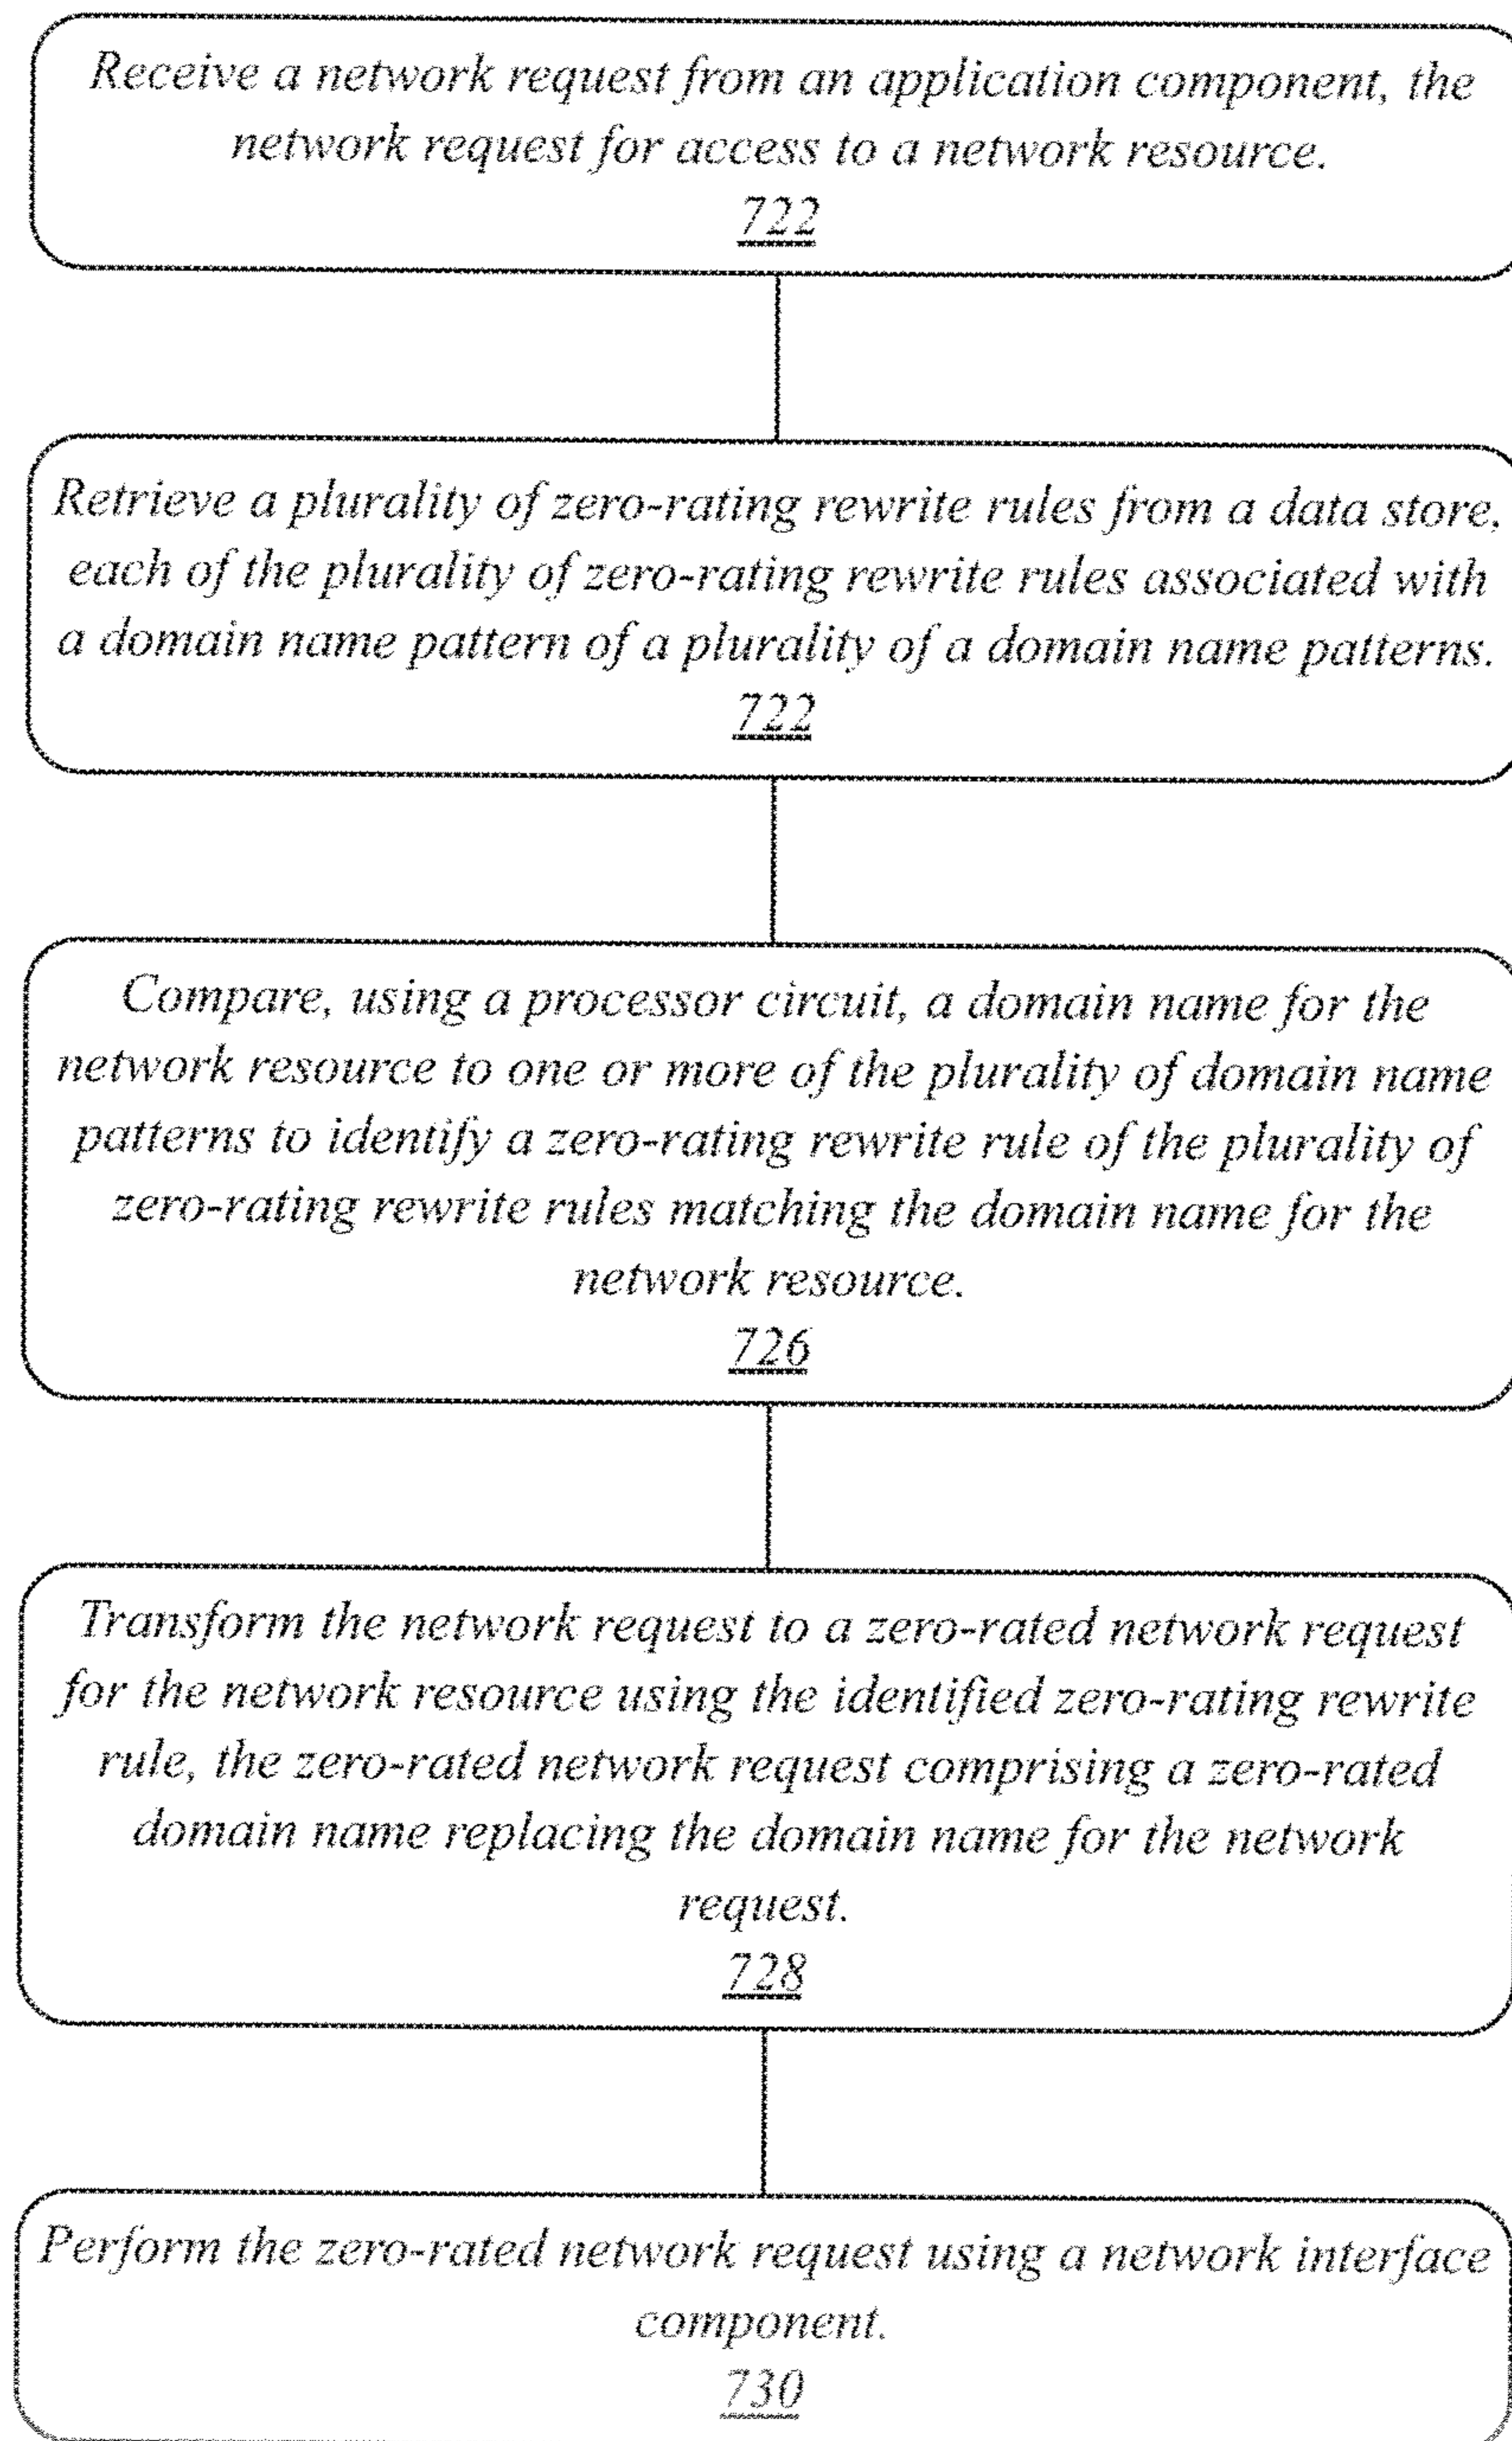 Receive a network request from an application component, the
network request for access to a network resource.
722
Retrieve a plurality of zero-rating rewrite rules from a data store,
each of the plurality of zero-rating rewrite rules associated with
a domain name pattern of a plurality of a domain name patterns.
722
Compare, using a processor circuit, a domain name for the
network resource to one or more of the plurality of domain name
patterns to identify a zero-rating rewrite rule of the plurality of
zero-rating rewrite rules matching the domain name for the
network resource.
726
Transform the network request to a zero-rated network request
for the network resource using the identified zero-rating rewrite
rule, the zero-rated network request comprising a zero-rated
domain name replacing the domain name for the network
request.
728
Perform the zero-rated network request using a network interface
component.
730